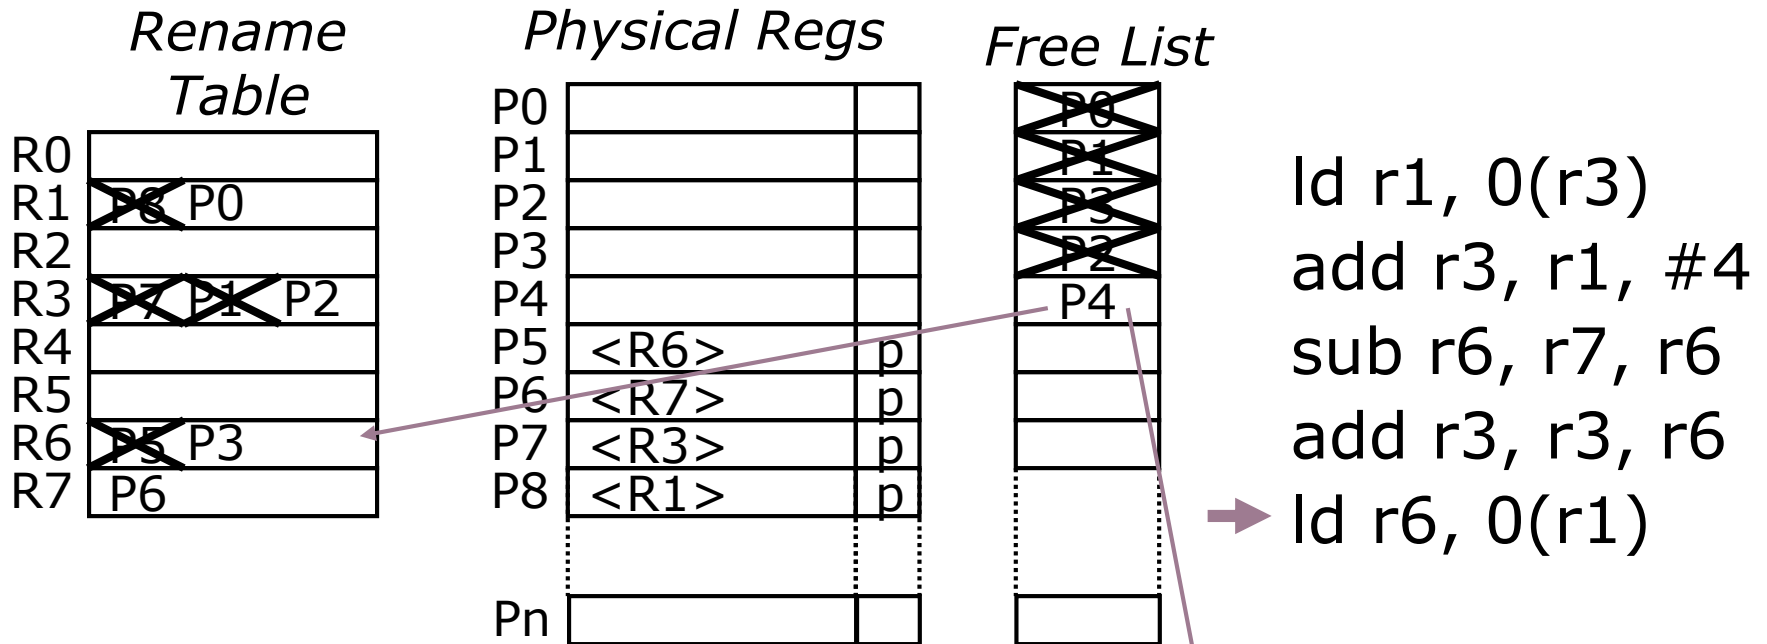 Rename
Table
R0
R1 P8 P0
R2
R3 P7 P1 P2
R4
R5
R6 P5 P3
R7 P6
Physical Regs
P0
P1
P2
P3
P4
P5 <R6> p
P6 <R7> p
P7 <R3> p
P8 <R1> p
Pn
Free List
P0
P1
P3
P2
P4
ld r1, 0(r3)
add r3, r1, #4
sub r6, r7, r6
add r3, r3, r6
ld r6, 0(r1)